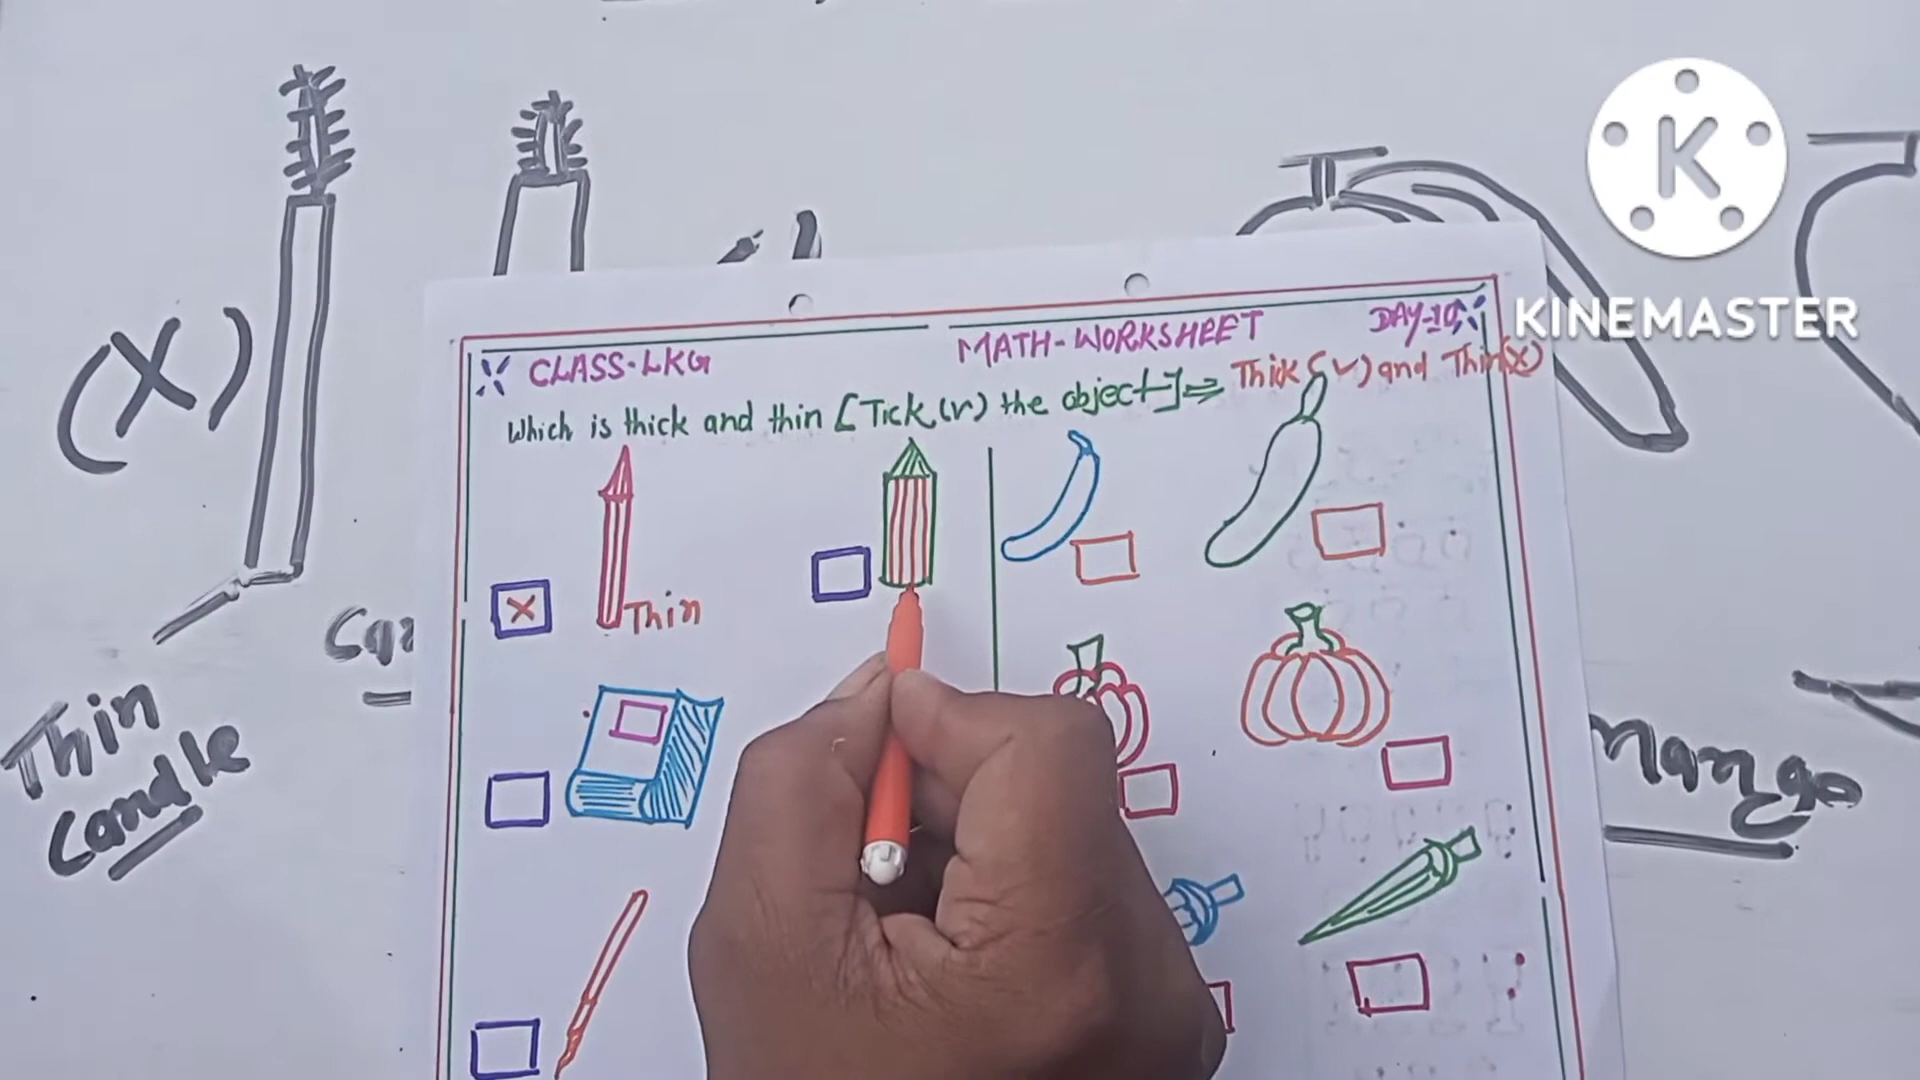 KINEMASTER
CLASS-LKG
MATH-WORKSHEET
DAY-10
Which is thick and thin [Tick(✓) the object] ⇒ Thick(✓) and Thin(x)
(X)
X
Thin
Thin
Candle
Mango